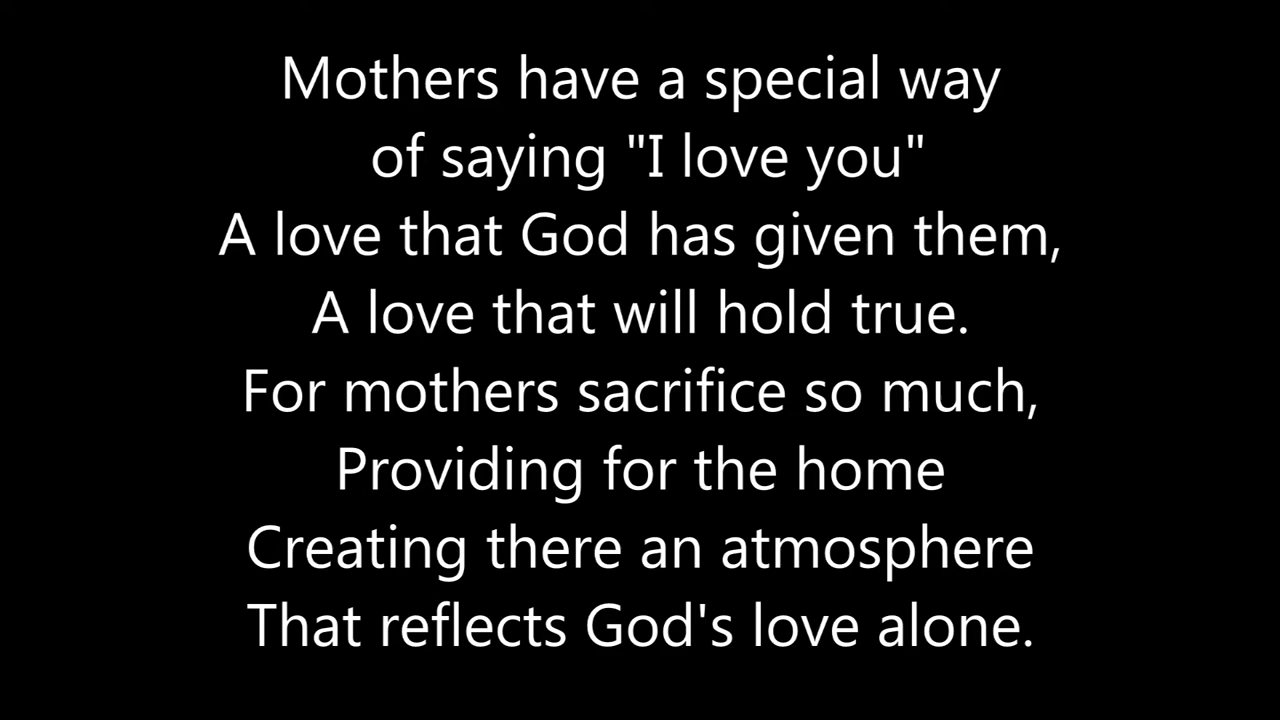 Mothers have a special way
of saying "I love you"
A love that God has given them,
A love that will hold true.
For mothers sacrifice so much,
Providing for the home
Creating there an atmosphere
That reflects God's love alone.